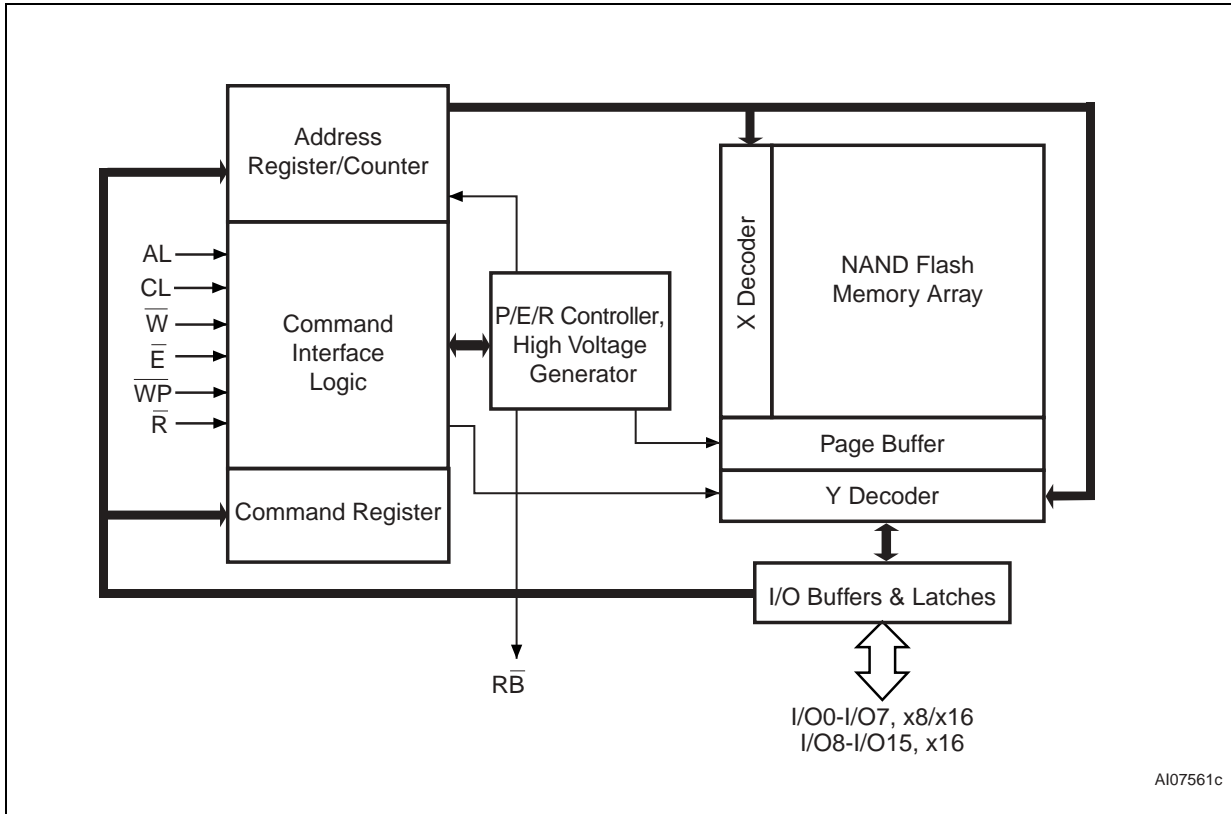 Address
Register/Counter
AL
CL
W̅
E̅
W̅P̅
R̅
Command
Interface
Logic
Command Register
P/E/R Controller,
High Voltage
Generator
RB̅
X Decoder
NAND Flash
Memory Array
Page Buffer
Y Decoder
I/O Buffers & Latches
I/O0-I/O7, x8/x16
I/O8-I/O15, x16
AI07561c